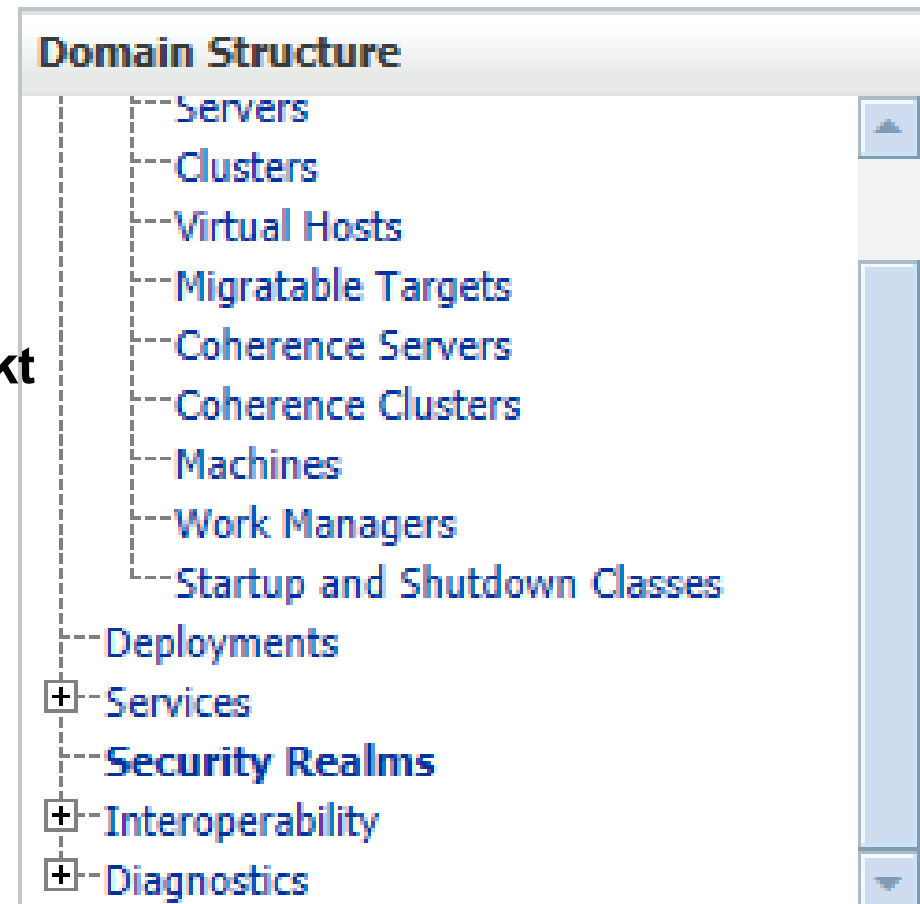 Domain Structure
Servers
Clusters
Virtual Hosts
Migratable Targets
Coherence Servers
kt
Coherence Clusters
Machines
Work Managers
Startup and Shutdown Classes
Deployments
Services
Security Realms
Interoperability
Diagnostics